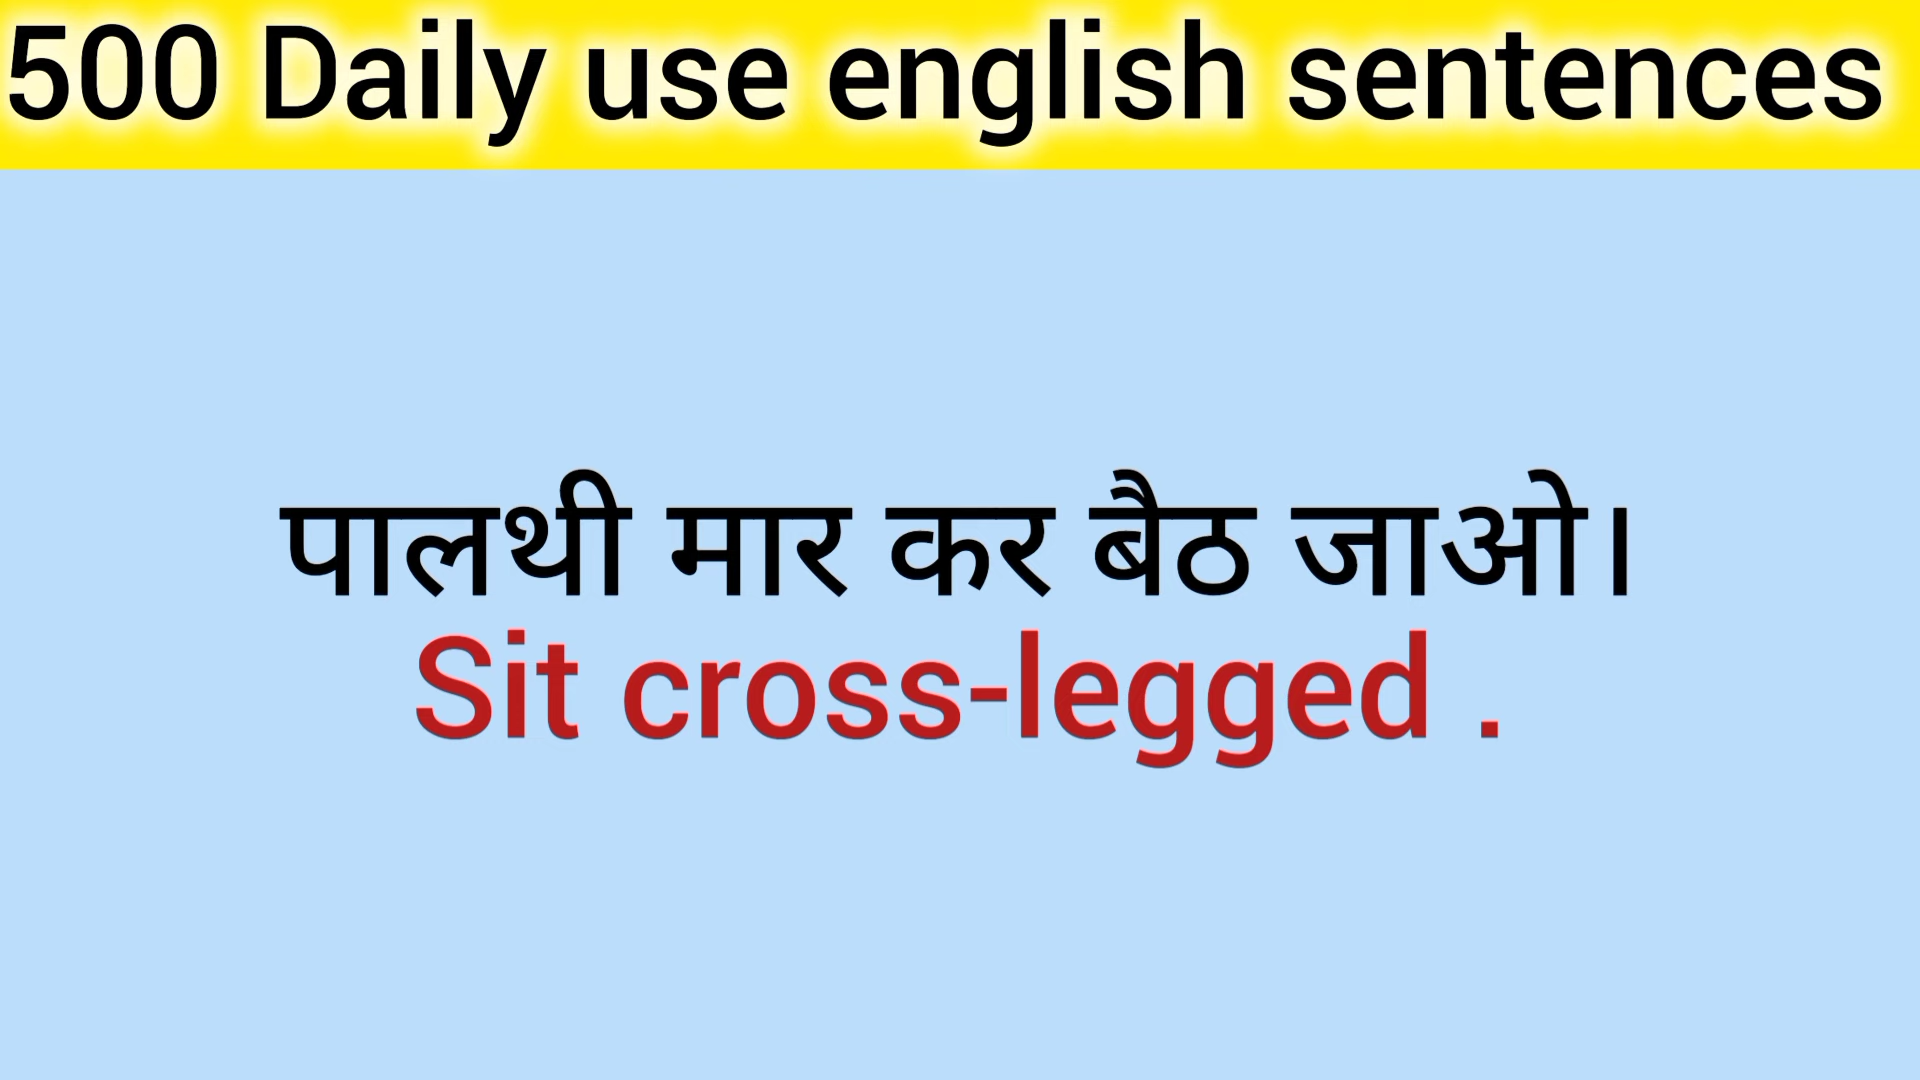 500 Daily use english sentences
पालथी मार कर बैठ जाओ।
Sit cross-legged .